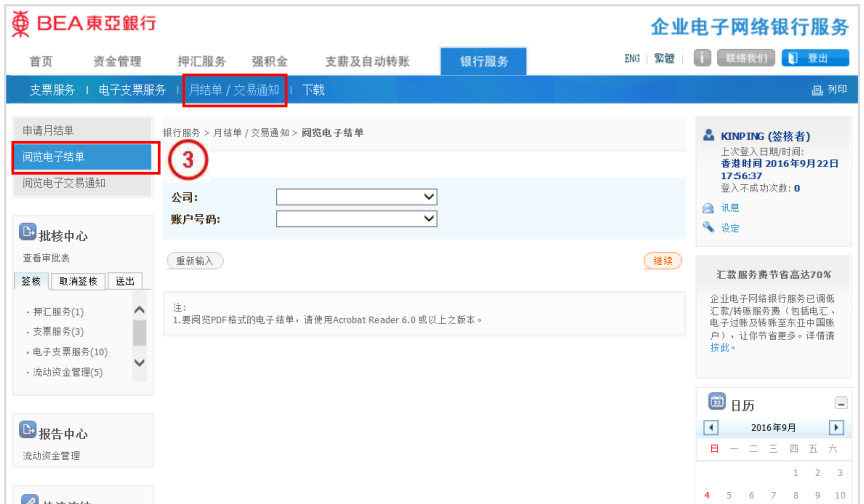 BEA 東亞銀行
企业电子网络银行服务
首页 资金管理 押汇服务 强积金 支薪及自动转账 银行服务
ENG | 繁體 | i 联络我们 登出
支票服务 | 电子支票服务 | 月结单 / 交易通知 | 下载
列印
申请月结单
阅览电子结单
阅览电子交易通知
银行服务 > 月结单 / 交易通知 > 阅览电子结单
3
公司:
账户号码:
重新输入
继续
注:
1.要阅览PDF格式的电子结单，请使用Acrobat Reader 6.0 或以上之版本。
批核中心
查看审批表
签核 取消签核 送出
· 押汇服务(1)
· 支票服务(3)
· 电子支票服务(10)
· 流动资金管理(5)
报告中心
流动资金管理
KINPING (签核者)
上次登入日期/时间:
香港时间 2016年9月22日
17:56:37
登入不成功次数: 0
讯息
设定
汇款服务费节省高达70%
企业电子网络银行服务已调低
汇款/转账服务费（包括电汇、
电子过账及转账至东亚中国账
户），让你节省更多。详情请
按此。
日历
2016年9月
日 一 二 三 四 五 六
1 2 3
4 5 6 7 8 9 10